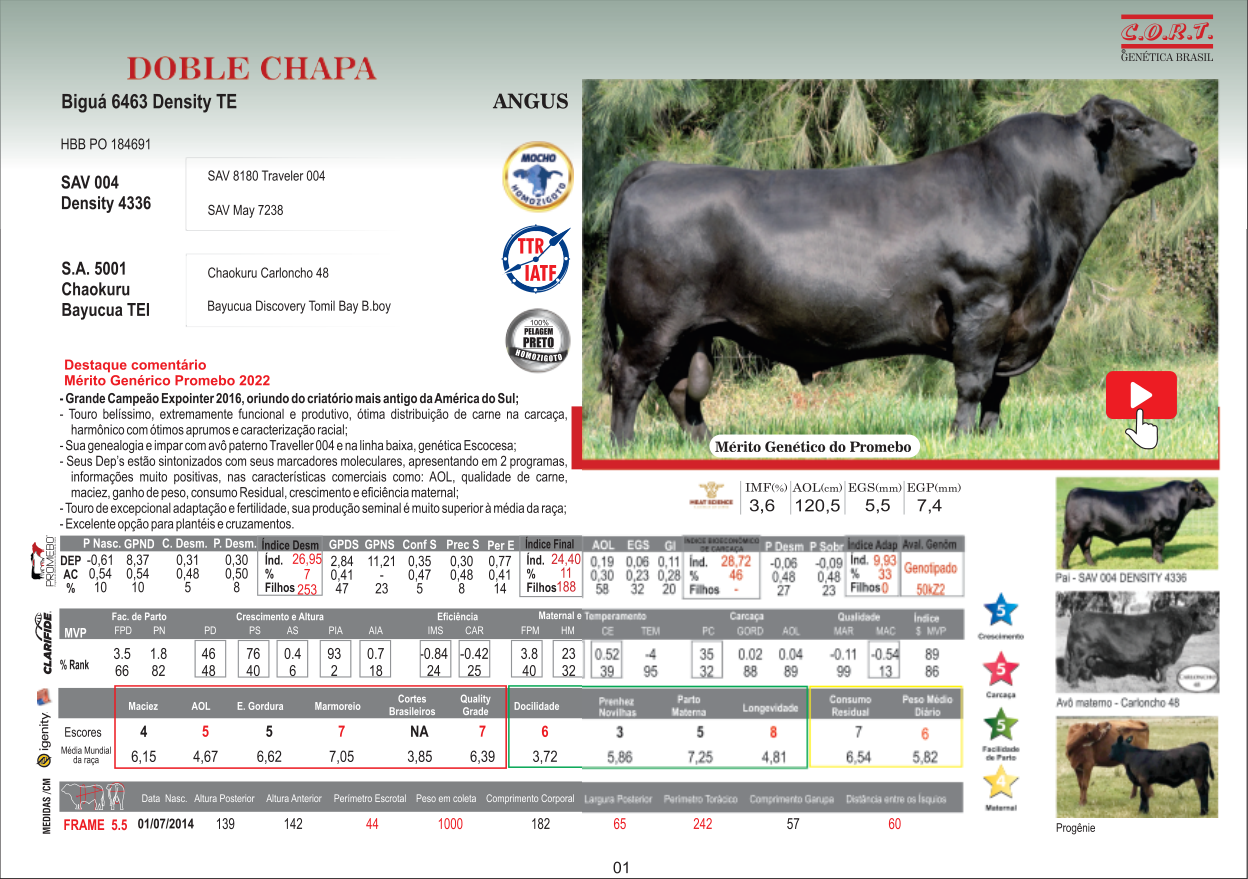 C.O.R.T.
GENÉTICA BRASIL
DOBLE CHAPA
Biguá 6463 Density TE
ANGUS
HBB PO 184691
SAV 004
Density 4336
SAV 8180 Traveler 004
SAV May 7238
S.A. 5001
Chaokuru
Bayucua TEI
Chaokuru Carloncho 48
Bayucua Discovery Tomil Bay B.boy
MOCHO
HOMOZIGOTO
TTR
IATF
100%
PELAGEM
PRETO
HOMOZIGOTO
Destaque comentário
Mérito Genérico Promebo 2022
- Grande Campeão Expointer 2016, oriundo do criatório mais antigo da América do Sul;
- Touro belíssimo, extremamente funcional e produtivo, ótima distribuição de carne na carcaça,
harmônico com ótimos aprumos e caracterização racial;
- Sua genealogia e impar com avô paterno Traveller 004 e na linha baixa, genética Escocesa;
- Seus Dep's estão sintonizados com seus marcadores moleculares, apresentando em 2 programas,
informações muito positivas, nas características comerciais como: AOL, qualidade de carne,
maciez, ganho de peso, consumo Residual, crescimento e eficiência maternal;
- Touro de excepcional adaptação e fertilidade, sua produção seminal é muito superior à média da raça;
- Excelente opção para plantéis e cruzamentos.
Mérito Genético do Promebo
MEAT SCIENCE
IMF(%) AOL(cm) EGS(mm) EGP(mm)
3,6 120,5 5,5 7,4
PROMEBO
P Nasc. GPND C. Desm. P. Desm. Índice Desm GPDS GPNS Conf S Prec S Per E Índice Final AOL EGS GI ÍNDICE BIOECONÔMICO DE CARCAÇA P Desm P Sobr Índice Adap Aval. Genôm
DEP -0,61 8,37 0,31 0,30 Índ. 26,95 2,84 11,21 0,35 0,30 0,77 Índ. 24,40 0,19 0,06 0,11 Índ. 28,72 -0,06 -0,09 Índ. 9,93 Genotipado
AC 0,54 0,54 0,48 0,50 % 7 0,41 - 0,47 0,48 0,41 % 11 0,30 0,23 0,28 % 46 0,48 0,48 % 33
% 10 10 5 8 Filhos 253 47 23 5 8 14 Filhos 188 58 32 20 Filhos - 27 23 Filhos 0 50kZ2
CLARIFIDE
MVP
Fac. de Parto Crescimento e Altura Eficiência Maternal e Temperamento Carcaça Qualidade Índice
FPD PN PD PS AS PIA AIA IMS CAR FPM HM CE TEM PC GORD AOL MAR MAC $ MVP
3.5 1.8 46 76 0.4 93 0.7 -0.84 -0.42 3.8 23 0.52 -4 35 0.02 0.04 -0.11 -0.54 89
% Rank 66 82 48 40 6 2 18 24 25 40 32 39 95 32 88 89 99 13 86
igenity
Maciez AOL E. Gordura Marmoreio Cortes Brasileiros Quality Grade Docilidade Prenhez Novilhas Parto Materna Longevidade Consumo Residual Peso Médio Diário
Escores 4 5 5 7 NA 7 6 3 5 8 7 6
Média Mundial da raça 6,15 4,67 6,62 7,05 3,85 6,39 3,72 5,86 7,25 4,81 6,54 5,82
MEDIDAS /CM
Data Nasc. Altura Posterior Altura Anterior Perímetro Escrotal Peso em coleta Comprimento Corporal Largura Posterior Perímetro Torácico Comprimento Garupa Distância entre os Ísquios
FRAME 5.5 01/07/2014 139 142 44 1000 182 65 242 57 60
5
Crescimento
5
Carcaça
5
Facilidade
de Parto
4
Maternal
Pai - SAV 004 DENSITY 4336
CARLONCHO
48
Avô materno - Carloncho 48
Progênie
01